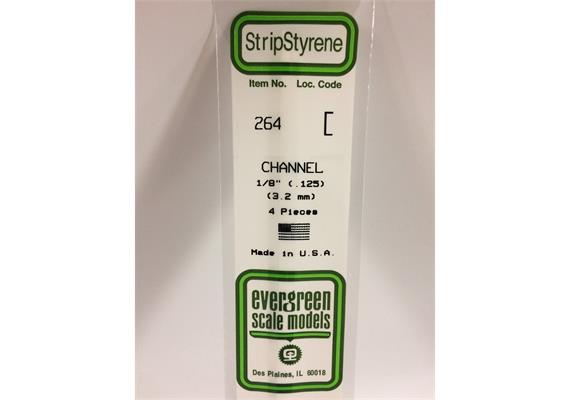 StripStyrene
Item No. Loc. Code
264 [
CHANNEL
1/8" (.125)
(3.2 mm)
4 Pieces
Made in U.S.A.
evergreen
scale models
Des Plaines, IL 60018